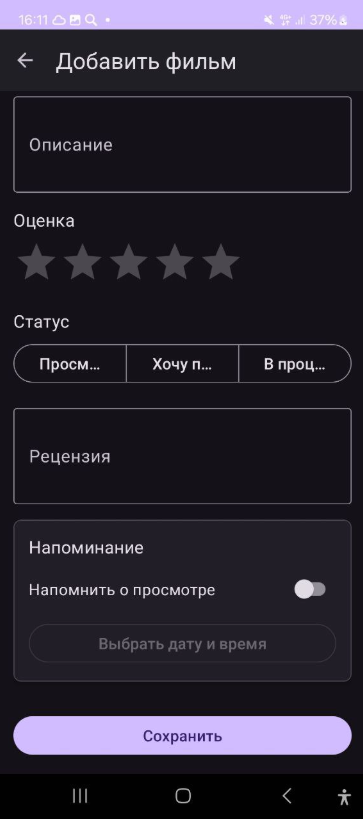 16:11
37%
Добавить фильм
Описание
Оценка
Статус
Просм... Хочу п... В проц...
Рецензия
Напоминание
Напомнить о просмотре
Выбрать дату и время
Сохранить